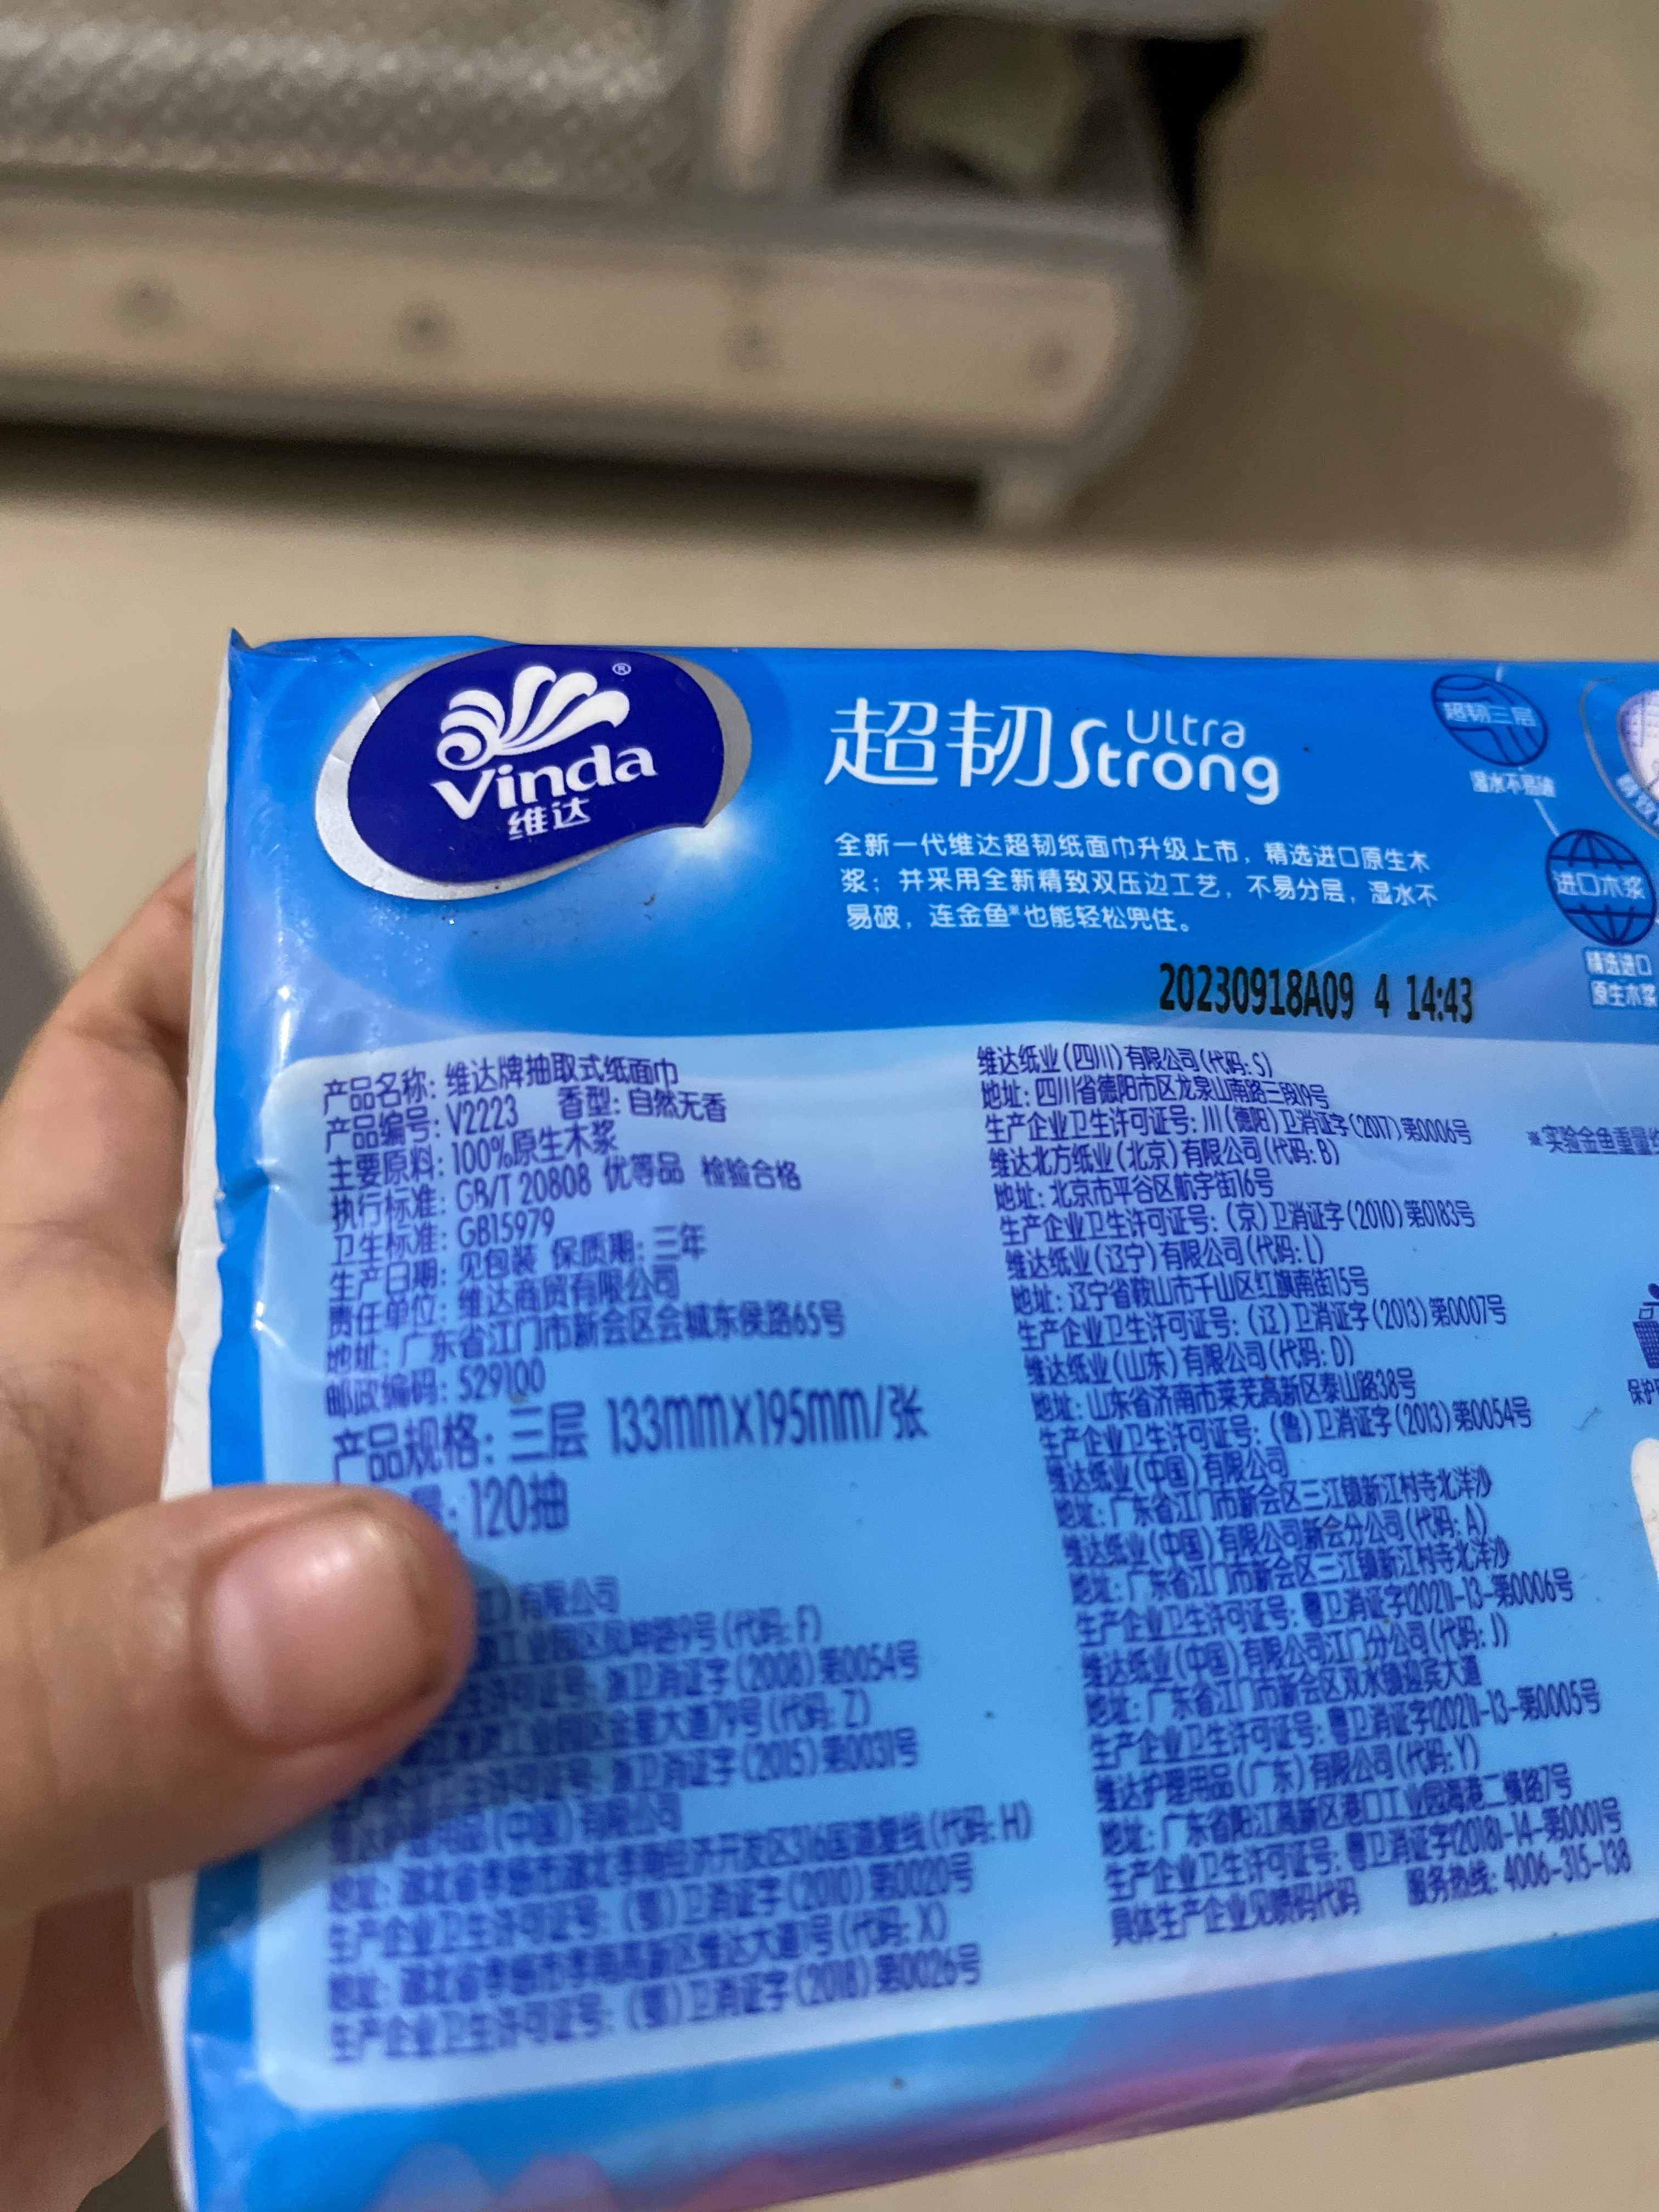 Vinda
®
维达
超韧 Ultra Strong
全新一代维达超韧纸面巾升级上市，精选进口原生木
浆；并采用全新精致双压边工艺，不易分层，湿水不
易破，连金鱼*也能轻松兜住。
超韧三层
湿水不易破
进口木浆
精选进口
原生木浆
20230918A09 4 14:43
产品名称：维达牌抽取式纸面巾
产品编号：V2223 香型：自然无香
主要原料：100%原生木浆
执行标准：GB/T 20808 优等品 检验合格
卫生标准：GB15979
生产日期：见包装 保质期：三年
责任单位：维达商贸有限公司
地址：广东省江门市新会区会城东侯路65号
邮政编码：529100
产品规格：三层 133mmx195mm/张
：120抽
有限公司
号(代码：F)
卫消证字(2008)第0054号
大道79号(代码：Z)
卫消证字(2015)第0031号
(中国)有限公司
地址：湖北省孝感市湖北孝南经济开发区316国道复线(代码：H)
生产企业卫生许可证号：(鄂)卫消证字(2010)第0020号
地址：湖北省孝感市孝南高新区维达大道1号(代码：X)
生产企业卫生许可证号：(鄂)卫消证字(2018)第0026号
维达纸业(四川)有限公司(代码：S)
地址：四川省德阳市区龙泉山南路三段19号
生产企业卫生许可证号：川(德阳)卫消证字(2017)第0006号
维达北方纸业(北京)有限公司(代码：B)
地址：北京市平谷区航宇街16号
生产企业卫生许可证号：(京)卫消证字(2010)第0183号
维达纸业(辽宁)有限公司(代码：L)
地址：辽宁省鞍山市千山区红旗南街15号
生产企业卫生许可证号：(辽)卫消证字(2013)第0007号
维达纸业(山东)有限公司(代码：D)
地址：山东省济南市莱芜高新区泰山路38号
生产企业卫生许可证号：(鲁)卫消证字(2013)第0054号
维达纸业(中国)有限公司
地址：广东省江门市新会区三江镇新江村寺北洋沙
维达纸业(中国)有限公司新会分公司(代码：A)
地址：广东省江门市新会区三江镇新江村寺北洋沙
生产企业卫生许可证号：粤卫消证字[2021]-13-第0006号
维达纸业(中国)有限公司江门分公司(代码：J)
地址：广东省江门市新会区双水镇迎宾大道
生产企业卫生许可证号：粤卫消证字[2021]-13-第0005号
维达护理用品(广东)有限公司(代码：Y)
地址：广东省阳江高新区港口工业园海港二横路7号
生产企业卫生许可证号：粤卫消证字[2018]-14-第0001号
具体生产企业见喷码代码 服务热线：4006-315-138
*实验金鱼重量
保护